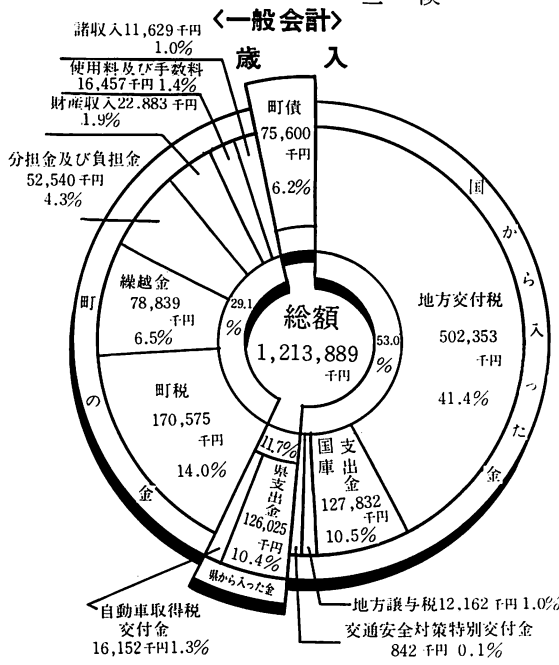 <一般会計>
歳入
諸収入11,629千円
1.0%
使用料及び手数料
16,457千円 1.4%
財産収入22.883千円
1.9%
分担金及び負担金
52,540千円
4.3%
繰越金
78,839
千円
6.5%
町税
170,575
千円
14.0%
町の金
29.1
%
町債
75,600
千円
6.2%
総額
1,213,889
千円
53.0
%
国から入った金
地方交付税
502,353
千円
41.4%
国庫支出金
127,832
千円
10.5%
11.7%
県支出金
126,025
千円
10.4%
県から入った金
自動車取得税
交付金
16,152千円1.3%
地方譲与税12,162千円1.0%
交通安全対策特別交付金
842千円 0.1%